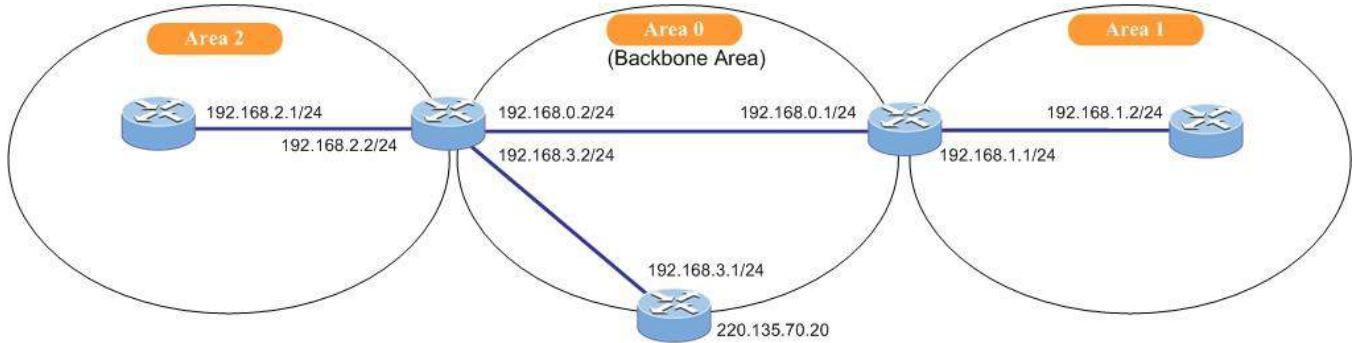 Area 2
Area 0
(Backbone Area)
Area 1
192.168.2.1/24
192.168.2.2/24
192.168.0.2/24
192.168.3.2/24
192.168.0.1/24
192.168.1.1/24
192.168.1.2/24
192.168.3.1/24
220.135.70.20